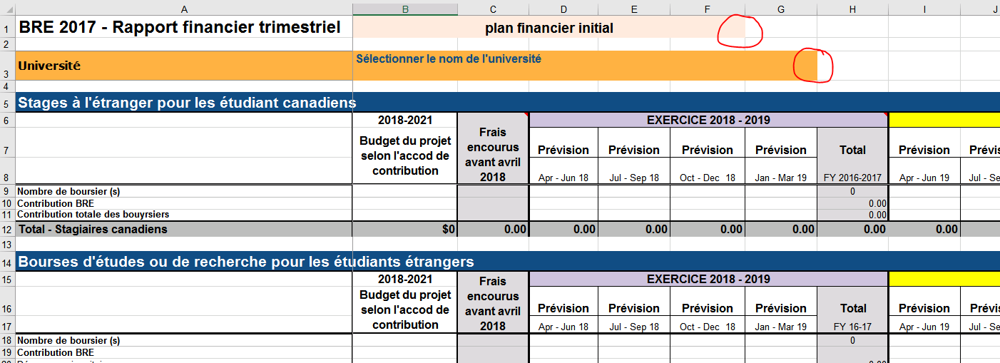 A B C D E F G H I J
1 BRE 2017 - Rapport financier trimestriel plan financier initial
2
3 Université Sélectionner le nom de l'université
4
5 Stages à l'étranger pour les étudiant canadiens
6 2018-2021 EXERCICE 2018 - 2019
7 Budget du projet selon l'accod de contribution Frais encourus avant avril 2018 Prévision Prévision Prévision Prévision Total Prévision
8 Apr - Jun 18 Jul - Sep 18 Oct - Dec 18 Jan - Mar 19 FY 2016-2017 Apr - Jun 19 Jul - Se
9 Nombre de boursier (s) 0
10 Contribution BRE 0.00
11 Contribution totale des bouyrsiers 0.00
12 Total - Stagiaires canadiens $0 0.00 0.00 0.00 0.00 0.00 0.00 0.00
13
14 Bourses d'études ou de recherche pour les étudiants étrangers
15 2018-2021 EXERCICE 2018 - 2019
16 Budget du projet selon l'accod de contribution Frais encourus avant avril 2018 Prévision Prévision Prévision Prévision Total Prévision
17 Apr - Jun 18 Jul - Sep 18 Oct - Dec 18 Jan - Mar 19 FY 16-17 Apr - Jun 19 Jul - Se
18 Nombre de boursier (s) 0
19 Contribution BRE